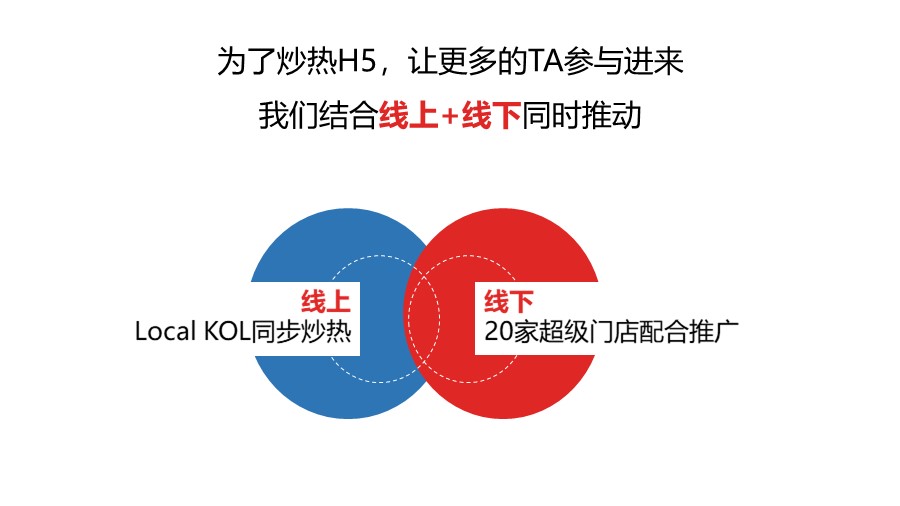 为了炒热H5，让更多的TA参与进来
我们结合线上+线下同时推动
线上
Local KOL同步炒热
线下
20家超级门店配合推广